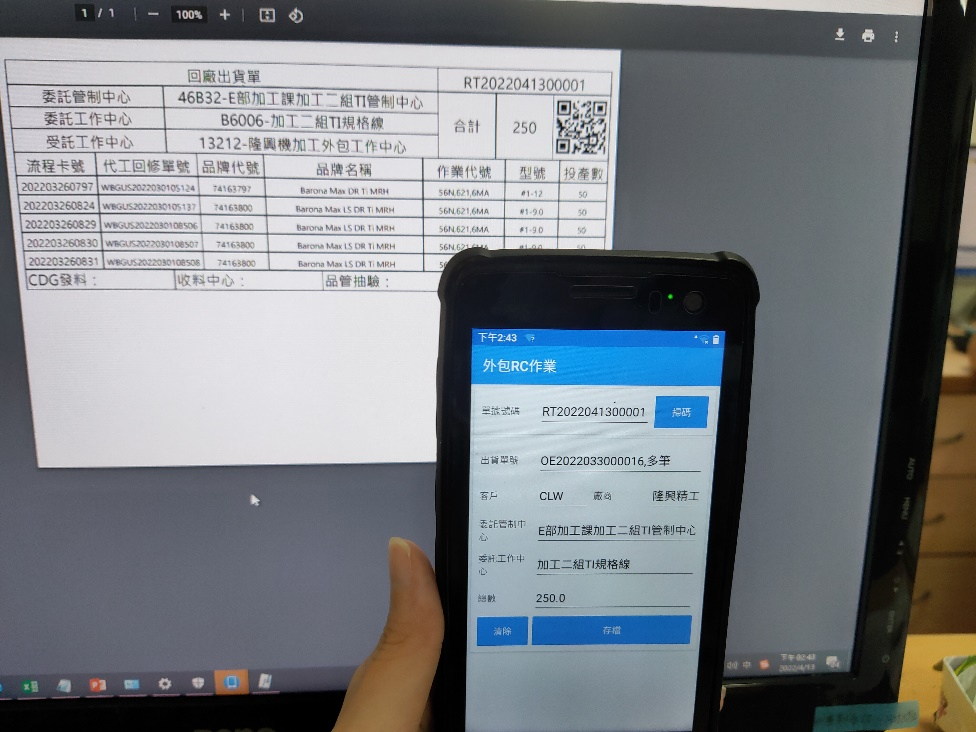 1 / 1
100%
回廠出貨單 RT2022041300001
委託管制中心 46B32-E部加工課加工二組TI管制中心
委託工作中心 B6006-加工二組TI規格線 合計 250
受託工作中心 13212-隆興機加工外包工作中心
流程卡號 代工回修單號 品牌代號 品牌名稱 作業代號 型號 投產數
202203260797 WBGUS2022030105124 74163797 Barona Max DR Ti MRH 56N,621,6MA #1-12 50
202203260824 WBGUS2022030105137 74163800 Barona Max LS DR Ti MRH 56N,621,6MA #1-9.0 50
202203260829 WBGUS2022030108506 74163800 Barona Max LS DR Ti MRH 56N,621,6MA #1-9.0 50
202203260830 WBGUS2022030108507 74163800 Barona Max LS DR Ti MRH 50
202203260831 WBGUS2022030108508 74163800 Barona Max LS DR Ti MRH
CDG發料： 收料中心： 品管抽驗：
下午2:43
外包RC作業
單據號碼 RT2022041300001 掃碼
出貨單號 OE2022033000016,多筆
客戶 CLW 廠商 隆興精工
委託管制中心 E部加工課加工二組TI管制中心
委託工作中心 加工二組TI規格線
總數 250.0
清除 存檔
中
下午 02:43
2022/4/13
AUTO
MENU